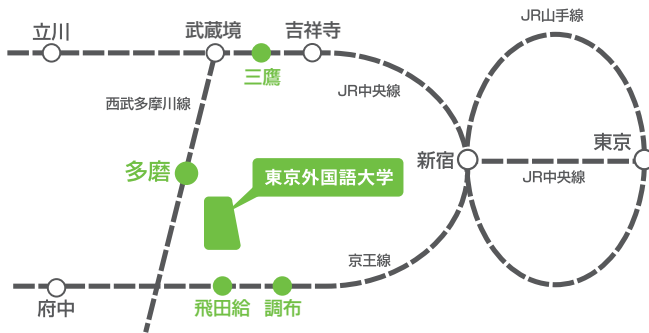 JR山手線
立川
武蔵境
吉祥寺
三鷹
JR中央線
西武多摩川線
東京
新宿
多磨
東京外国語大学
JR中央線
京王線
府中
飛田給
調布